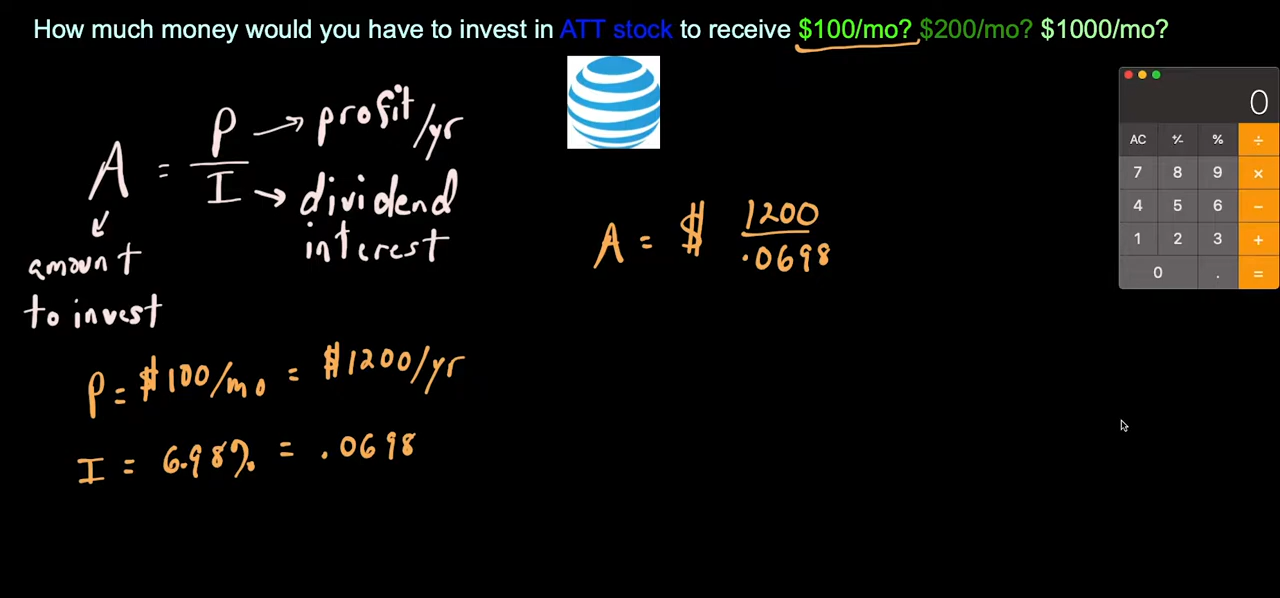 How much money would you have to invest in ATT stock to receive $100/mo? $200/mo? $1000/mo?
A = P/I
P → profit/yr
I → dividend interest
amount
to invest
P = $100/mo = $1200/yr
I = 6.98% = .0698
A = $ 1200/.0698
0
AC +⁄- % ÷
7 8 9 ×
4 5 6 −
1 2 3 +
0 . =